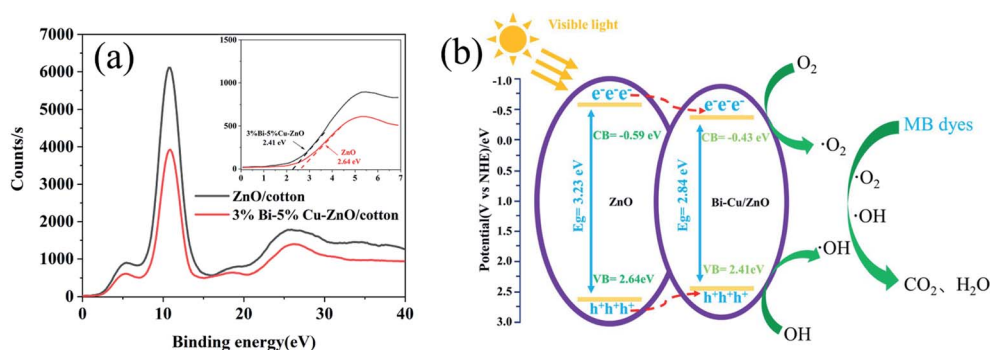 (a)
7000
6000
5000
4000
3000
2000
1000
0
Counts/s
0 10 20 30 40
Binding energy(eV)
ZnO/cotton
3% Bi-5% Cu-ZnO/cotton
1500
1000
500
0
0 1 2 3 4 5 6 7
3%Bi-5%Cu-ZnO
2.41 eV
ZnO
2.64 eV
(b)
Visible light
Potential(V vs NHE)/eV
-1.0
-0.5
0.0
0.5
1.0
1.5
2.0
2.5
3.0
e⁻e⁻e⁻
CB= -0.59 eV
Eg= 3.23 eV
ZnO
VB= 2.64eV
h⁺h⁺h⁺
e⁻e⁻e⁻
CB= -0.43 eV
Eg= 2.84 eV
Bi-Cu/ZnO
VB= 2.41eV
h⁺h⁺h⁺
O₂
·O₂
·OH
OH
MB dyes
·O₂
·OH
CO₂、H₂O